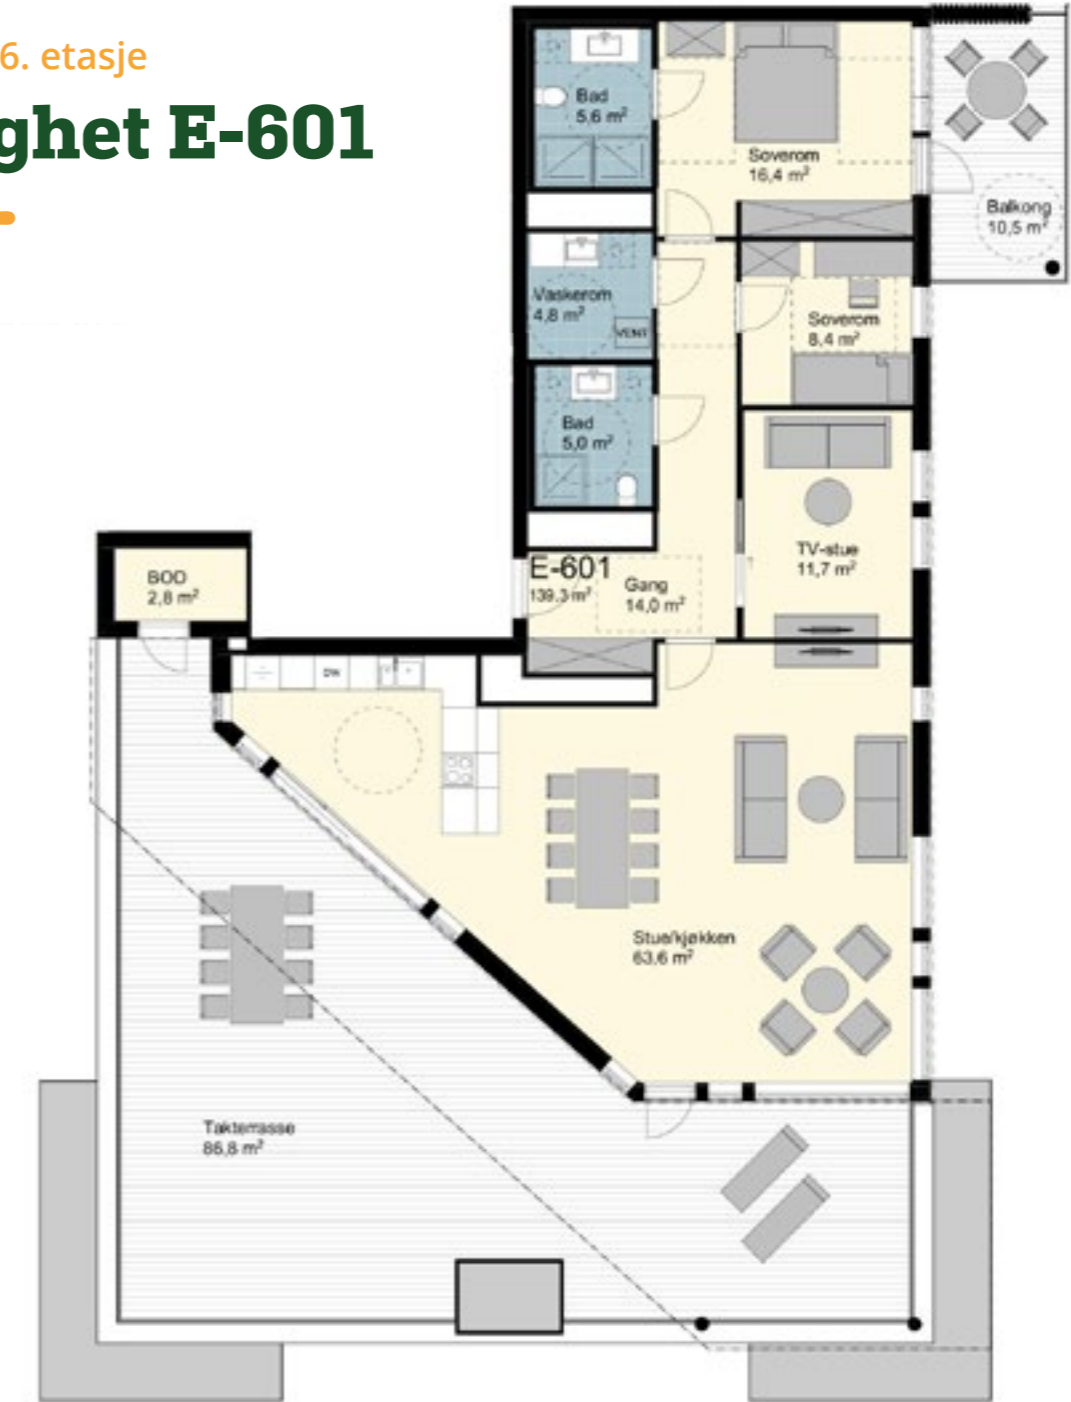 6. etasje
ghet E-601
Bad
5,6 m²
Soverom
16,4 m²
Balkong
10,5 m²
Vaskerom
4,8 m²
VENT
Soverom
8,4 m²
Bad
5,0 m²
TV-stue
11,7 m²
E-601
139.3 m²
Gang
14,0 m²
BOD
2,8 m²
DW
Stue/kjøkken
63,6 m²
Takterrasse
86,8 m²